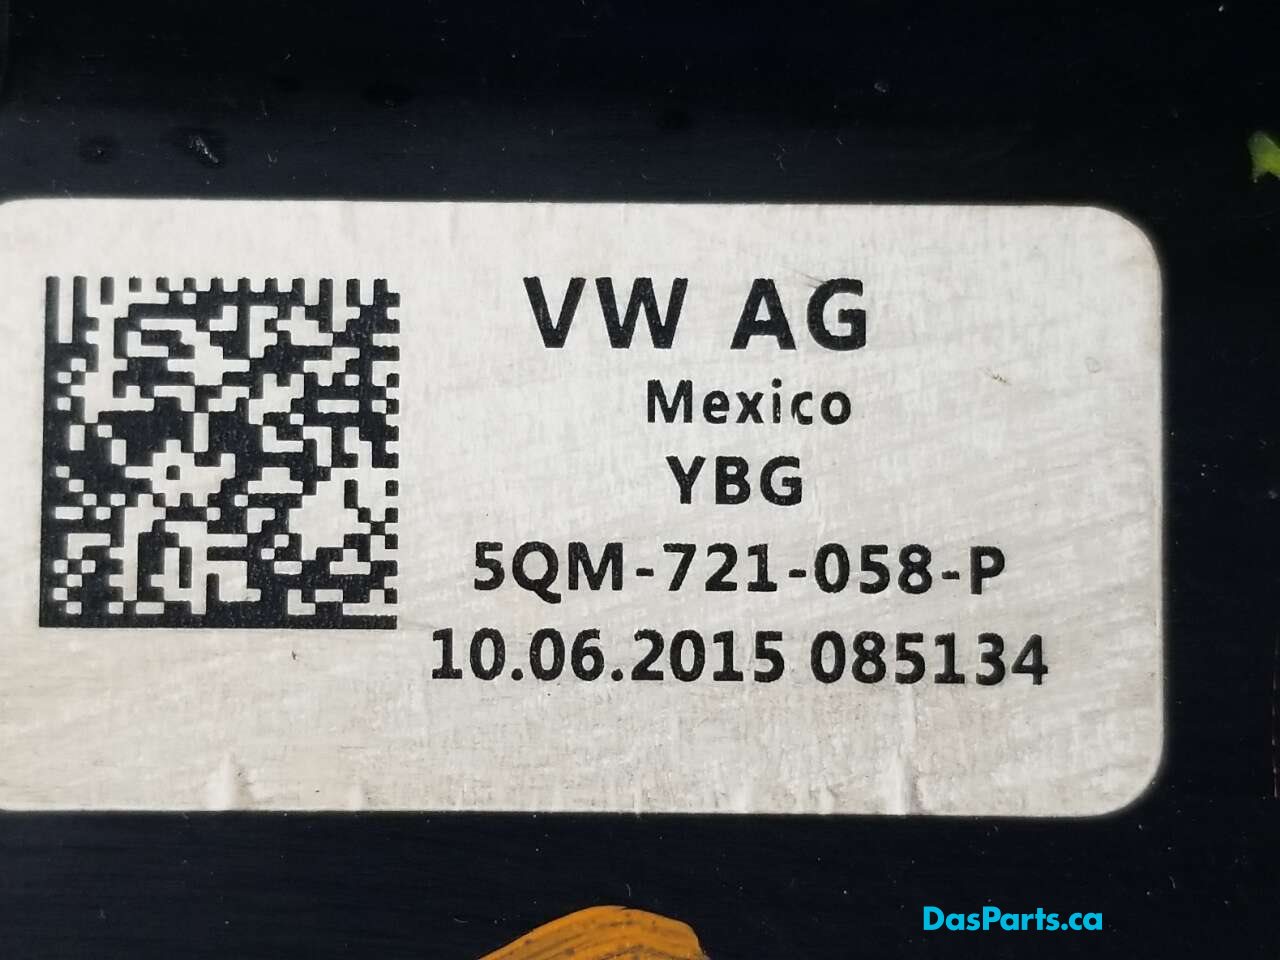 VW AG
Mexico
YBG
5QM-721-058-P
10.06.2015 085134
DasParts.ca